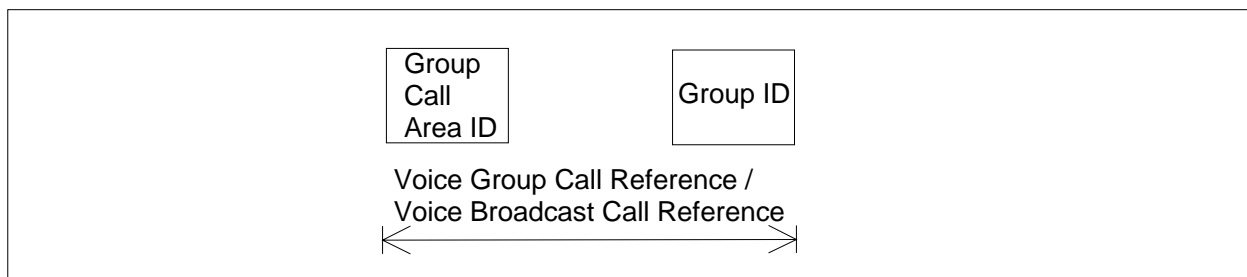 Group
Call
Area ID
Group ID
Voice Group Call Reference /
Voice Broadcast Call Reference